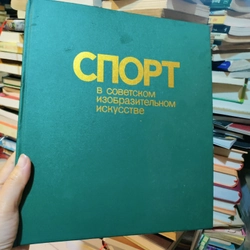 СПОРТ
в советском
изобразительном
искусстве